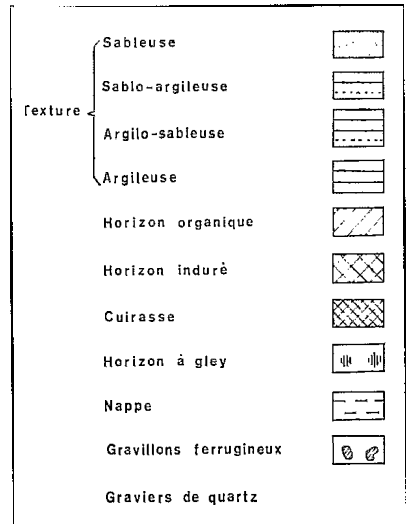 Sableuse
Sablo-argileuse
Texture
Argilo-sableuse
Argileuse
Horizon organique
Horizon induré
Cuirasse
Horizon à gley
Nappe
Gravillons ferrugineux
Graviers de quartz